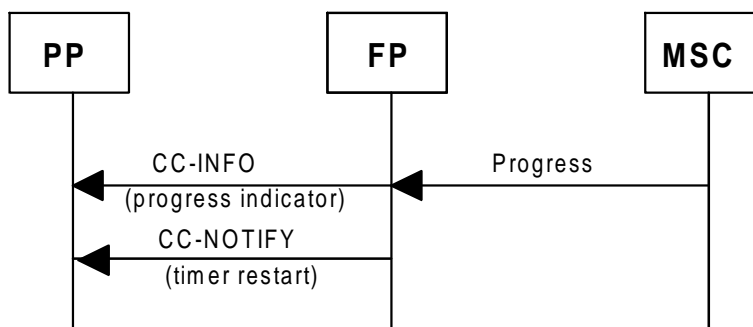 PP
FP
MSC
CC-INFO
Progress
(progress indicator)
CC-NOTIFY
(timer restart)